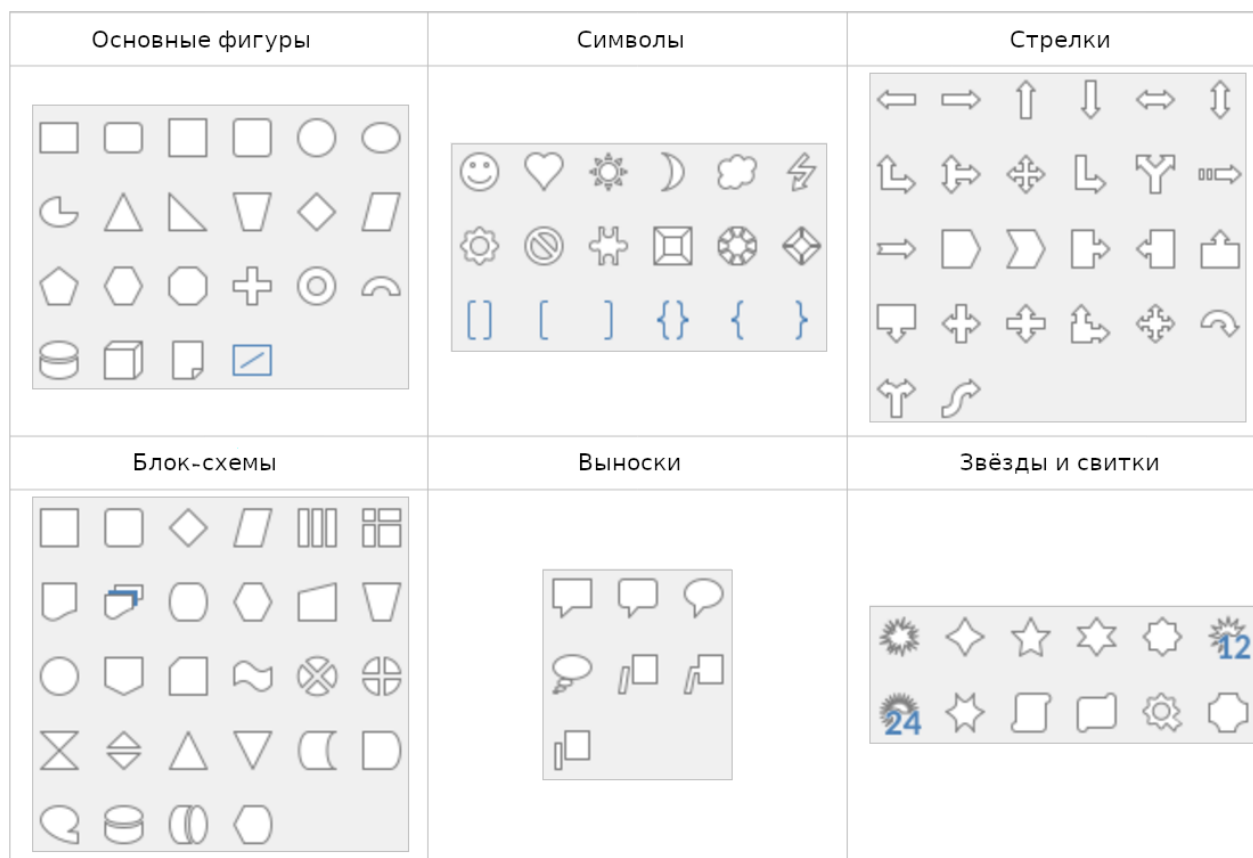 Основные фигуры
Символы
Стрелки
[ ] [ ] { } { }
Блок-схемы
Выноски
Звёзды и свитки
12
24